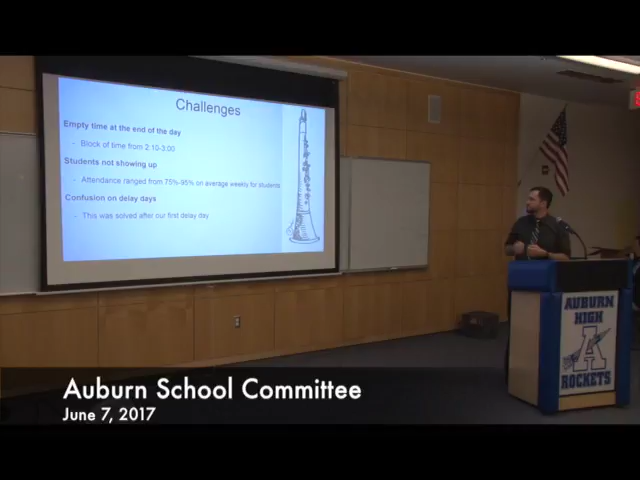 Challenges
Empty time at the end of the day
- Block of time from 2:10-3:00
Students not showing up
- Attendance ranged from 75%-95% on average weekly for students
Confusion on delay days
- This was solved after our first delay day
AUBURN
HIGH
A
ROCKETS
Auburn School Committee
June 7, 2017